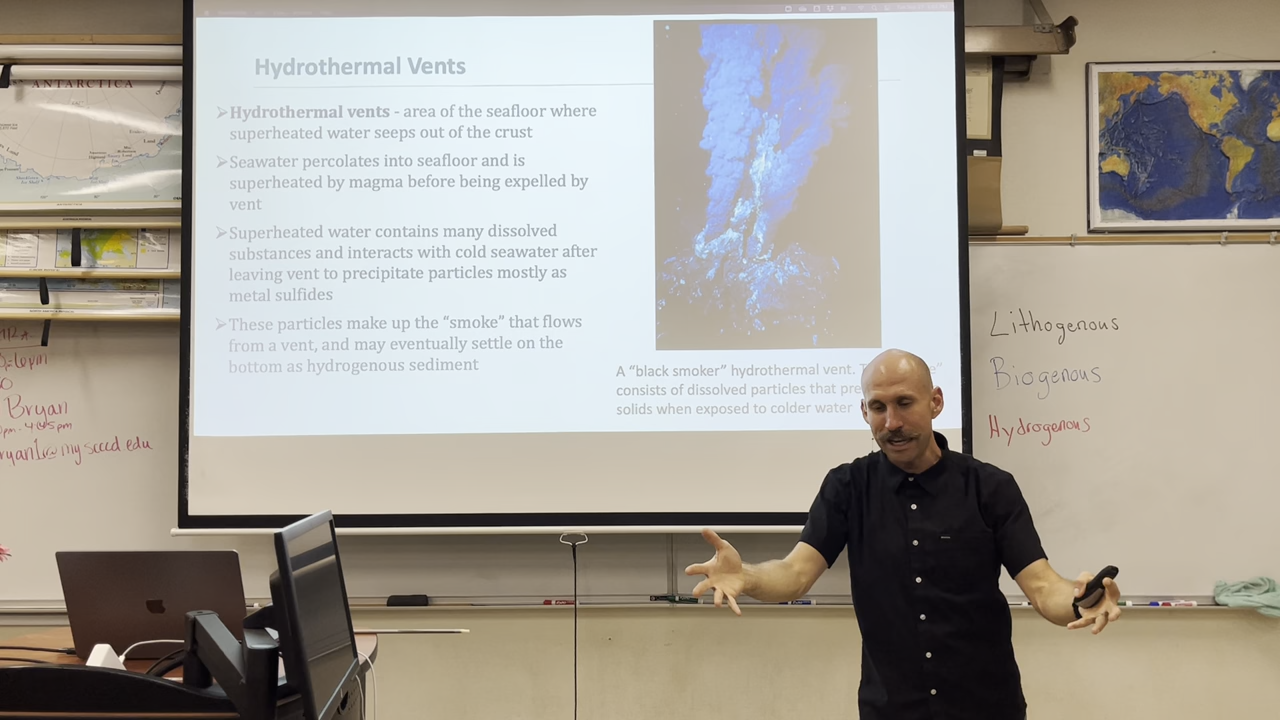 ANTARCTICA
Hydrothermal Vents
➢Hydrothermal vents - area of the seafloor where
superheated water seeps out of the crust
➢Seawater percolates into seafloor and is
superheated by magma before being expelled by
vent
➢Superheated water contains many dissolved
substances and interacts with cold seawater after
leaving vent to precipitate particles mostly as
metal sulfides
➢These particles make up the “smoke” that flows
from a vent, and may eventually settle on the
bottom as hydrogenous sediment
A “black smoker” hydrothermal vent.
consists of dissolved particles that
solids when exposed to colder water
Lithogenous
Biogenous
Hydrogenous
Bryan